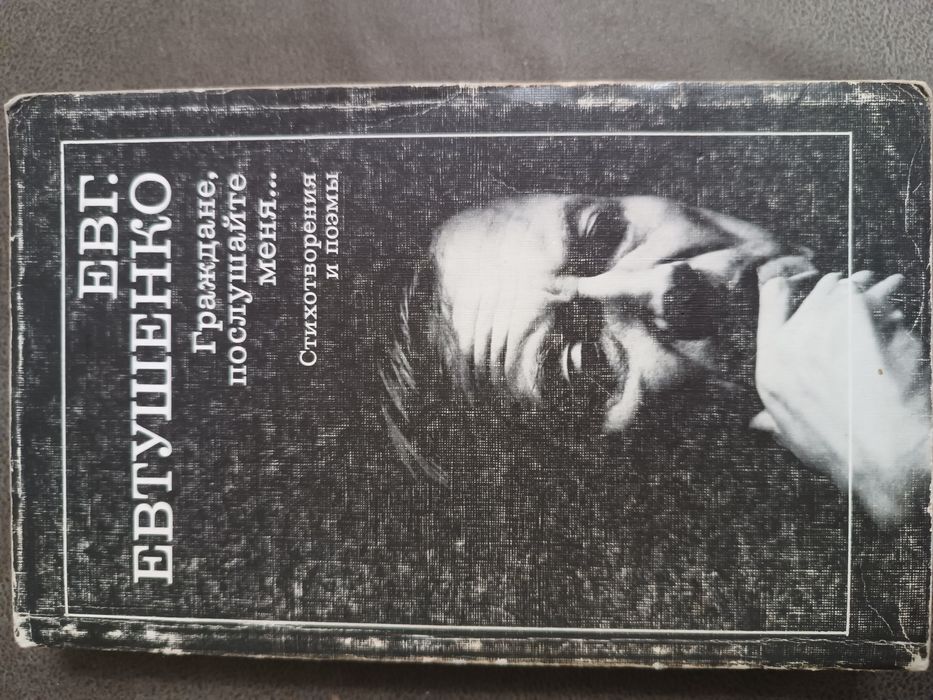 ЕВГ.
ЕВТУШЕНКО
Граждане,
послушайте
меня...
Стихотворения
и поэмы